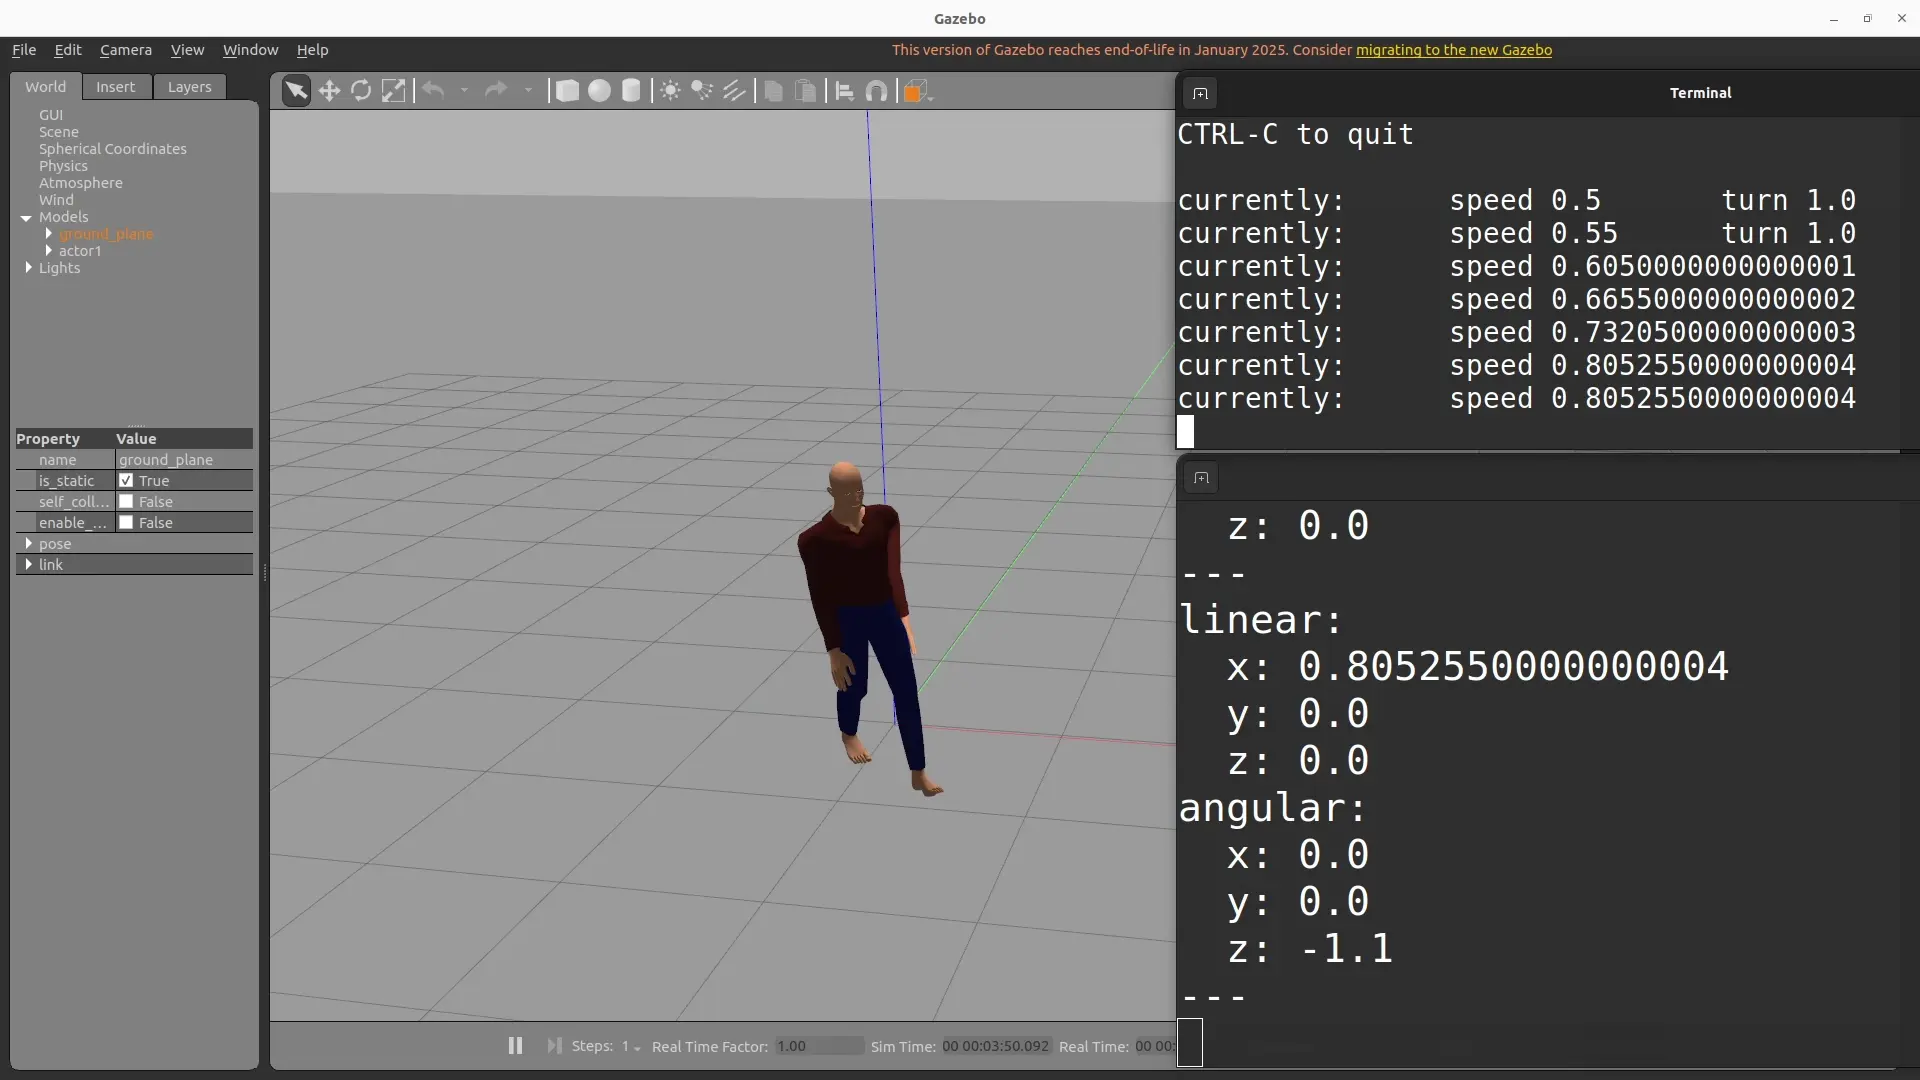 Gazebo
File Edit Camera View Window Help
This version of Gazebo reaches end-of-life in January 2025. Consider migrating to the new Gazebo
World Insert Layers
GUI
Scene
Spherical Coordinates
Physics
Atmosphere
Wind
Models
ground_plane
actor1
Lights
Property Value
name ground_plane
is_static True
self_coll... False
enable_... False
pose
link
Steps: 1 Real Time Factor: 1.00 Sim Time: 00 00:03:50.092 Real Time: 00 00:
Terminal
CTRL-C to quit
currently: speed 0.5 turn 1.0
currently: speed 0.55 turn 1.0
currently: speed 0.6050000000000001
currently: speed 0.6655000000000002
currently: speed 0.7320500000000003
currently: speed 0.8052550000000004
currently: speed 0.8052550000000004
z: 0.0
---
linear:
x: 0.8052550000000004
y: 0.0
z: 0.0
angular:
x: 0.0
y: 0.0
z: -1.1
---